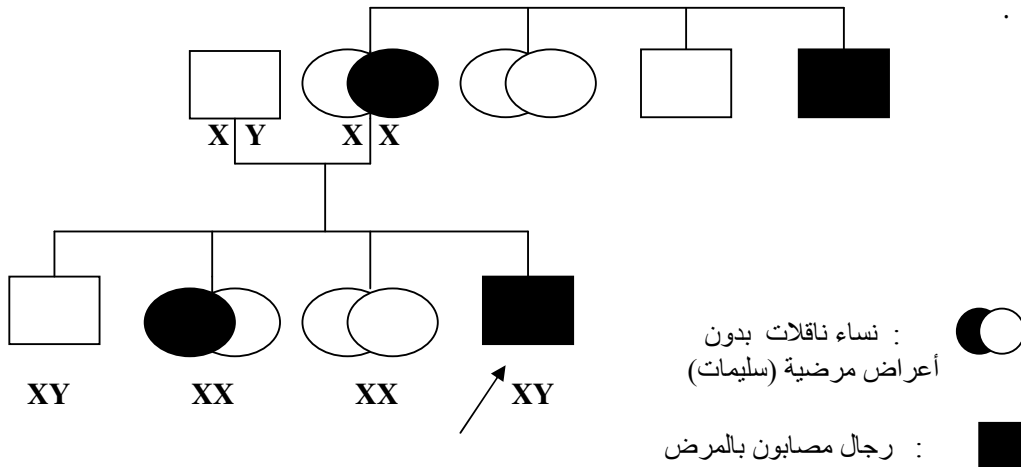 .
X Y X X
XY XX XX XY
: نساء ناقلات بدون
أعراض مرضية (سليمات)
: رجال مصابون بالمرض